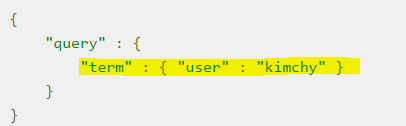 {
"query" : {
"term" : { "user" : "kimchy" }
}
}